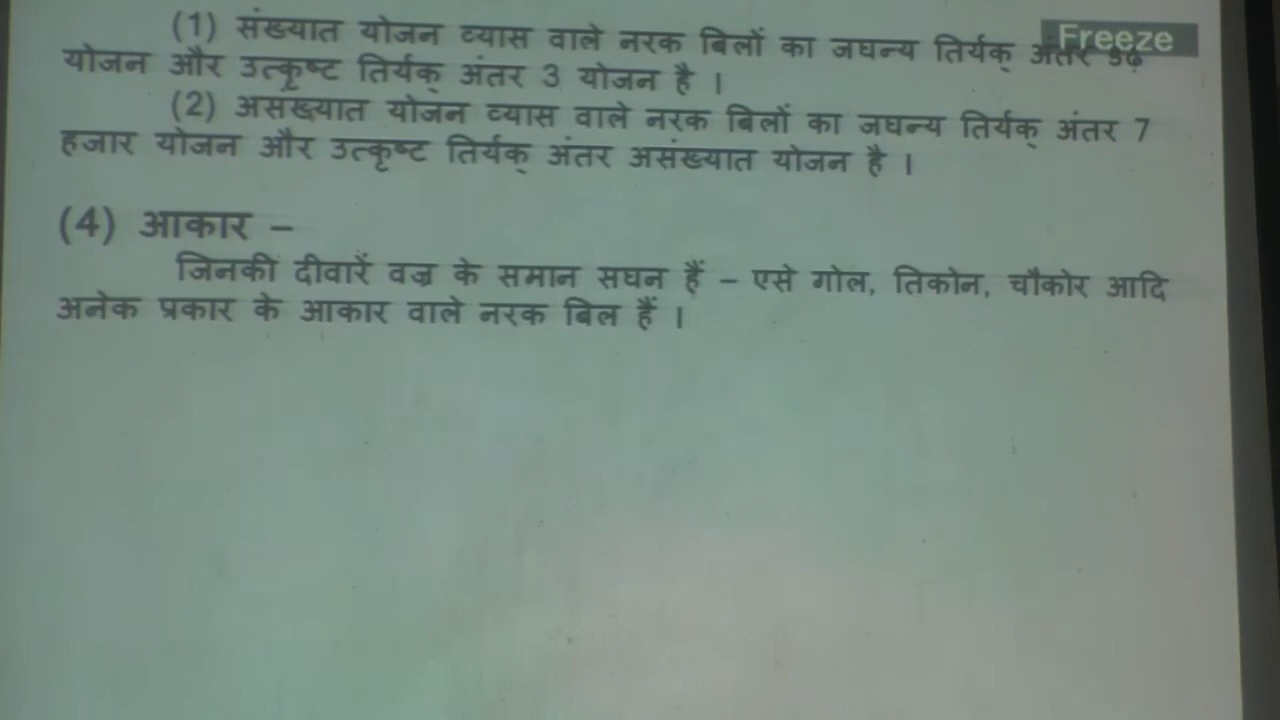 (1) संख्यात योजन व्यास वाले नरक बिलों का जघन्य तिर्यक् अंतर
Freeze
योजन और उत्कृष्ट तिर्यक् अंतर 3 योजन है ।
(2) असख्यात योजन व्यास वाले नरक बिलों का जघन्य तिर्यक् अंतर 7
हजार योजन और उत्कृष्ट तिर्यक् अंतर असंख्यात योजन है ।
(4) आकार –
जिनकी दीवारें वज्र के समान सघन हैं – एसे गोल, तिकोन, चौकोर आदि
अनेक प्रकार के आकार वाले नरक बिल हैं ।